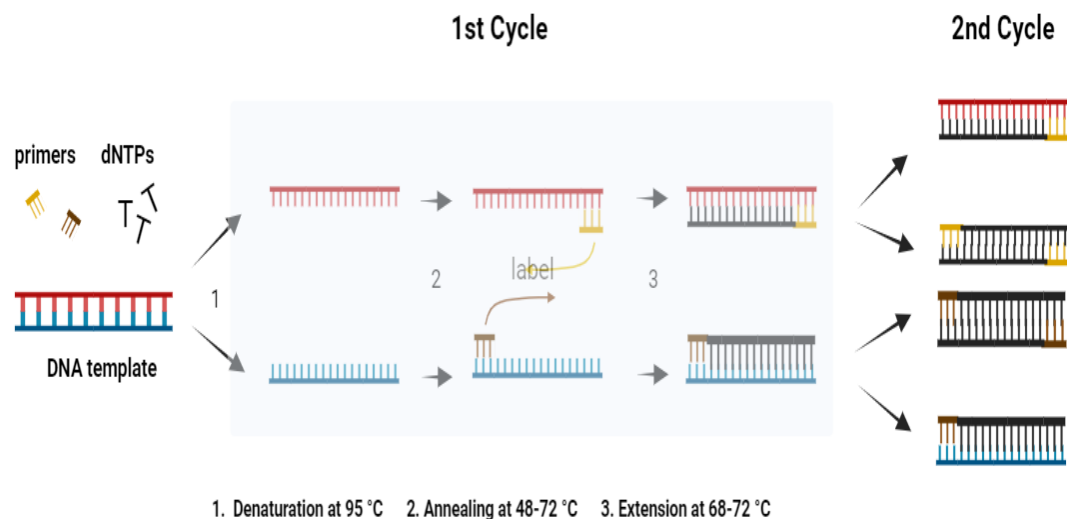 1st Cycle
2nd Cycle
primers dNTPs
label
1
2
3
DNA template
1. Denaturation at 95 °C 2. Annealing at 48-72 °C 3. Extension at 68-72 °C